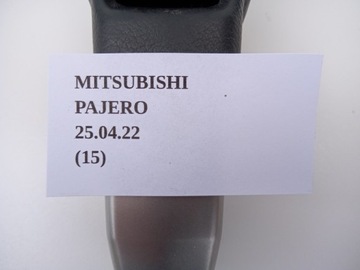 MITSUBISHI
PAJERO
25.04.22
(15)